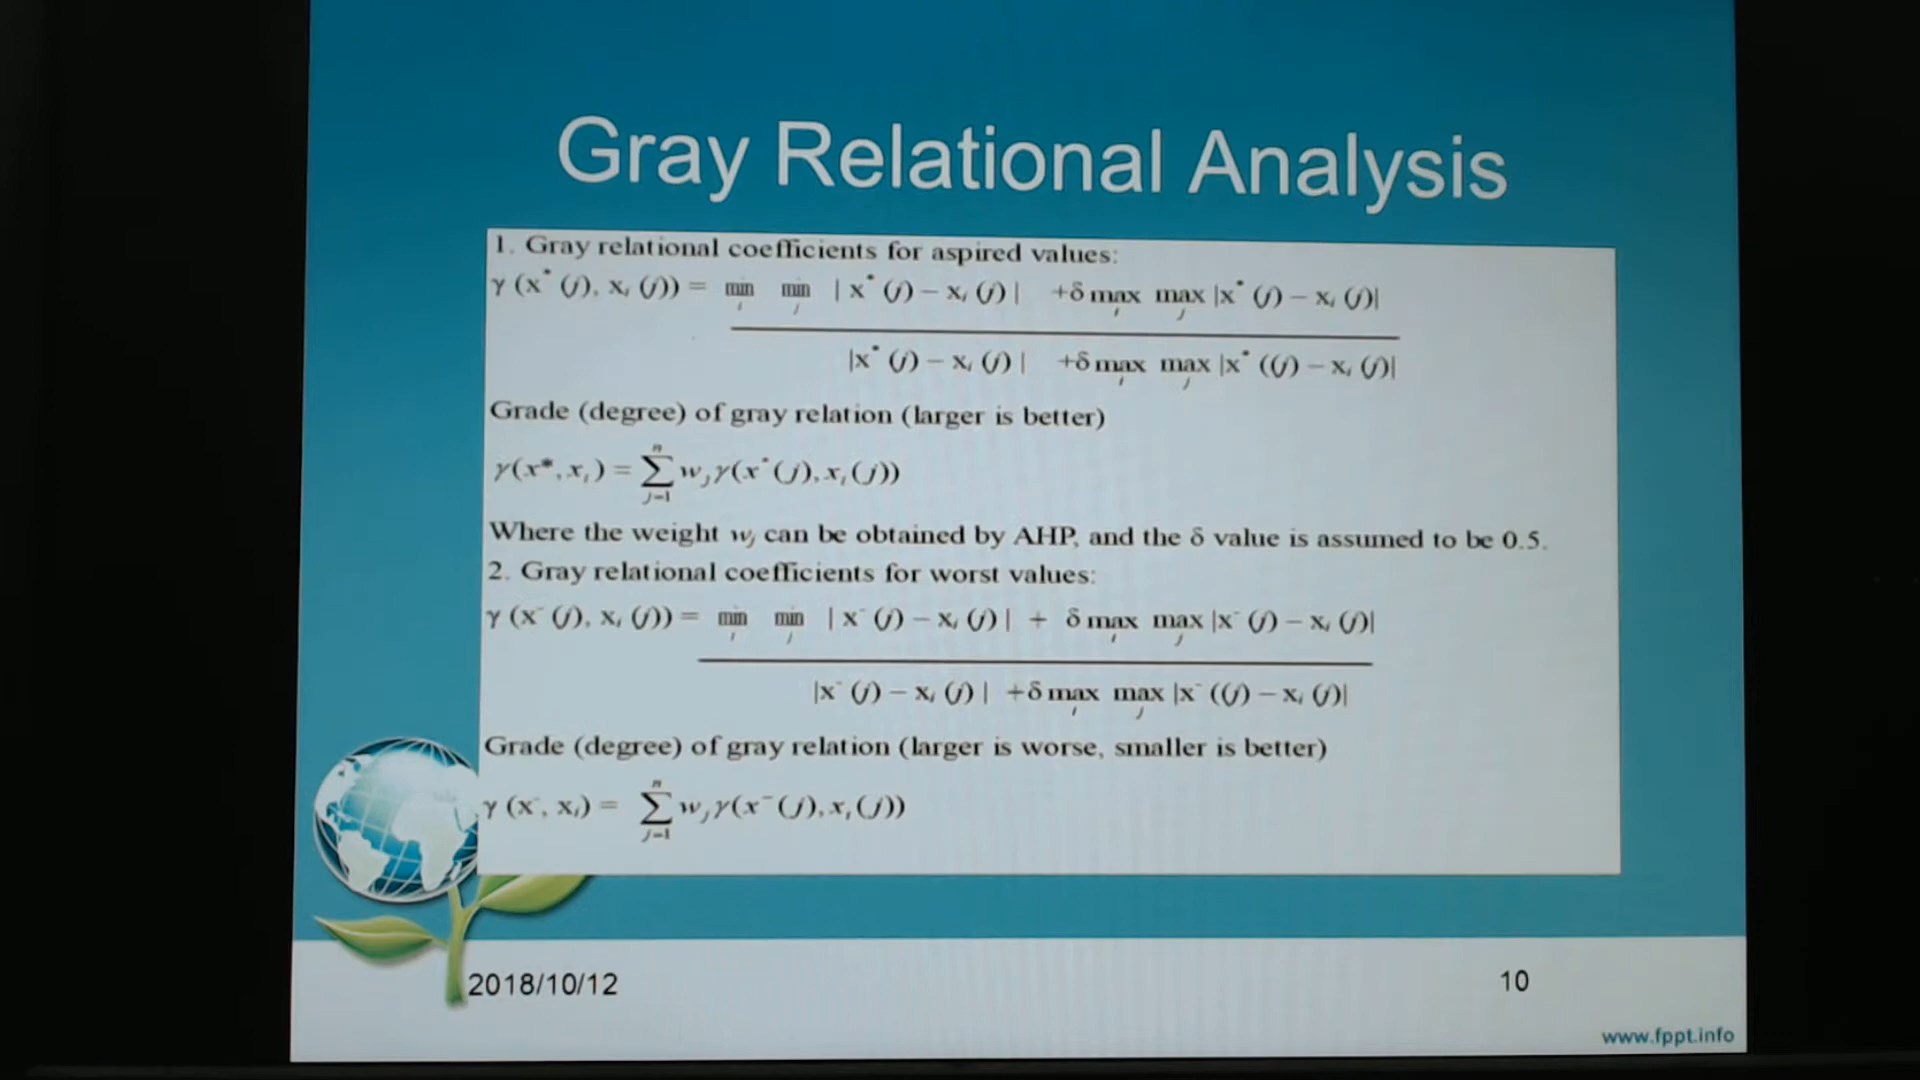 Gray Relational Analysis
1. Gray relational coefficients for aspired values:
γ (x* (j), xᵢ (j)) = min min | x* (j) − xᵢ (j) | +δ max max |x* (j) − xᵢ (j)|
i j i j
|x* (j) − xᵢ (j) | +δ max max |x* ((j) − xᵢ (j)|
i j
Grade (degree) of gray relation (larger is better)
n
γ(x*, xᵢ) = ∑ wⱼγ(x*(j), xᵢ(j))
j=1
Where the weight wⱼ can be obtained by AHP, and the δ value is assumed to be 0.5.
2. Gray relational coefficients for worst values:
γ (x⁻ (j), xᵢ (j)) = min min | x⁻ (j) − xᵢ (j) | + δ max max |x⁻ (j) − xᵢ (j)|
i j i j
|x⁻ (j) − xᵢ (j) | +δ max max |x⁻ ((j) − xᵢ (j)|
i j
Grade (degree) of gray relation (larger is worse, smaller is better)
n
γ (x⁻, xᵢ) = ∑ wⱼγ(x⁻(j), xᵢ(j))
j=1
2018/10/12
10
www.fppt.info